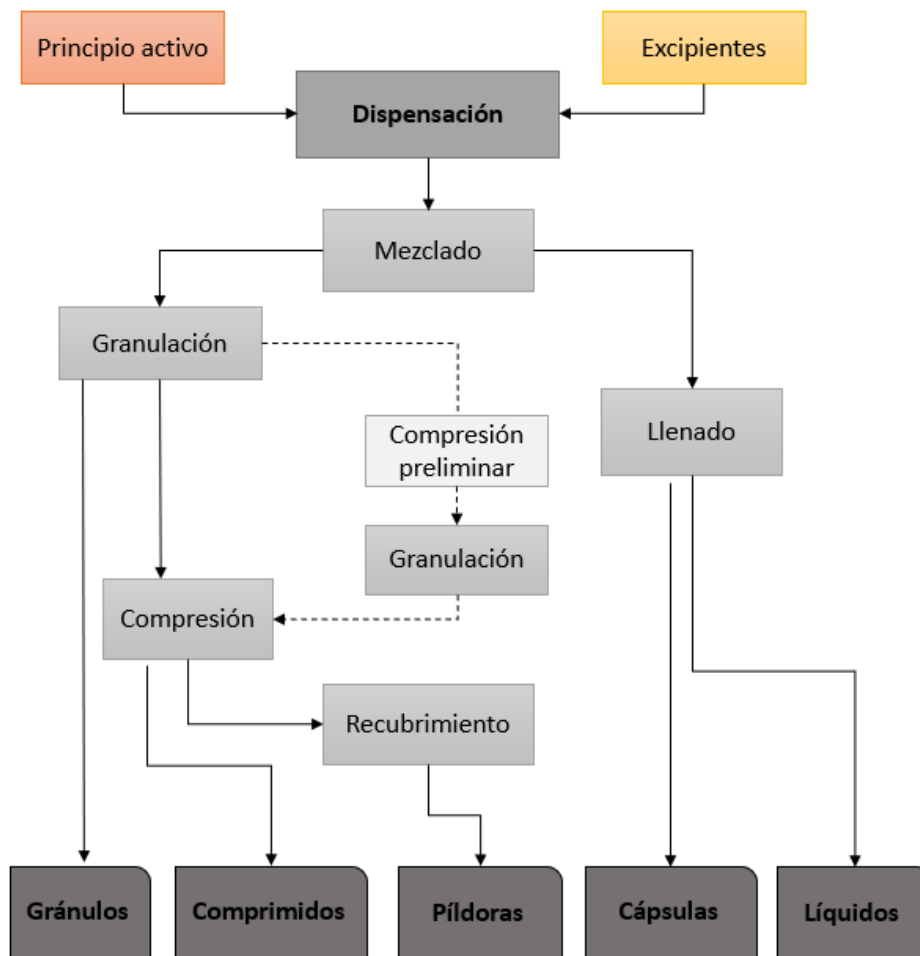 Principio activo
Excipientes
Dispensación
Mezclado
Granulación
Llenado
Compresión
preliminar
Granulación
Compresión
Recubrimiento
Gránulos
Comprimidos
Píldoras
Cápsulas
Líquidos